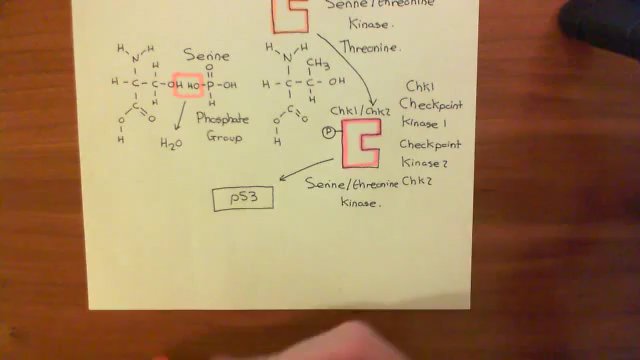 Serine/threonine
Kinase.
Serine
Threonine.
H H
N
H - C - C - OH HO - P - OH
H
H
O
H
C
O
O
H
Phosphate
Group
H₂O
H H
N
CH₃
H - C - C - OH
H
C
O
O
H
Chk1/Chk2
P
Chk1
Checkpoint
Kinase 1
Checkpoint
Kinase 2
Chk2
Serine/threonine
Kinase.
p53